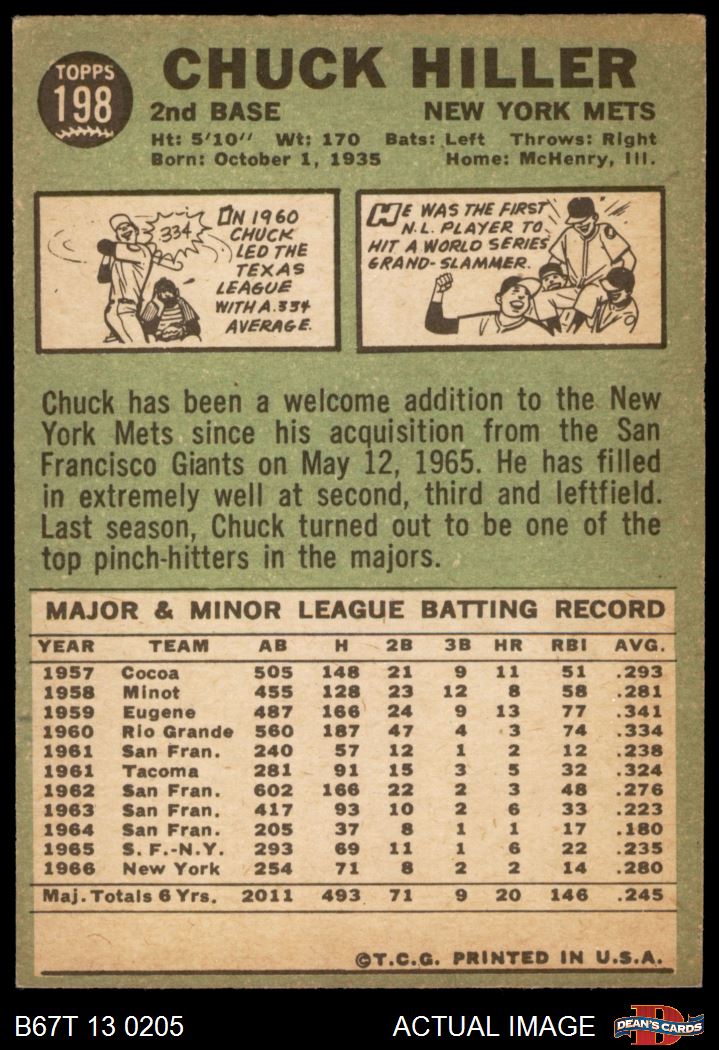 TOPPS
198
CHUCK HILLER
2nd BASE NEW YORK METS
Ht: 5'10" Wt: 170 Bats: Left Throws: Right
Born: October 1, 1935 Home: McHenry, Ill.
334
IN 1960
CHUCK
LED THE
TEXAS
LEAGUE
WITH A .334
AVERAGE.
HE WAS THE FIRST
N.L. PLAYER TO
HIT A WORLD SERIES
GRAND-SLAMMER.
Chuck has been a welcome addition to the New
York Mets since his acquisition from the San
Francisco Giants on May 12, 1965. He has filled
in extremely well at second, third and leftfield.
Last season, Chuck turned out to be one of the
top pinch-hitters in the majors.
MAJOR & MINOR LEAGUE BATTING RECORD
YEAR TEAM AB H 2B 3B HR RBI AVG.
1957 Cocoa 505 148 21 9 11 51 .293
1958 Minot 455 128 23 12 8 58 .281
1959 Eugene 487 166 24 9 13 77 .341
1960 Rio Grande 560 187 47 4 3 74 .334
1961 San Fran. 240 57 12 1 2 12 .238
1961 Tacoma 281 91 15 3 5 32 .324
1962 San Fran. 602 166 22 2 3 48 .276
1963 San Fran. 417 93 10 2 6 33 .223
1964 San Fran. 205 37 8 1 1 17 .180
1965 S. F.-N.Y. 293 69 11 1 6 22 .235
1966 New York 254 71 8 2 2 14 .280
Maj. Totals 6 Yrs. 2011 493 71 9 20 146 .245
©T.C.G. PRINTED IN U.S.A.
B67T 13 0205 ACTUAL IMAGE DEAN'S CARDS